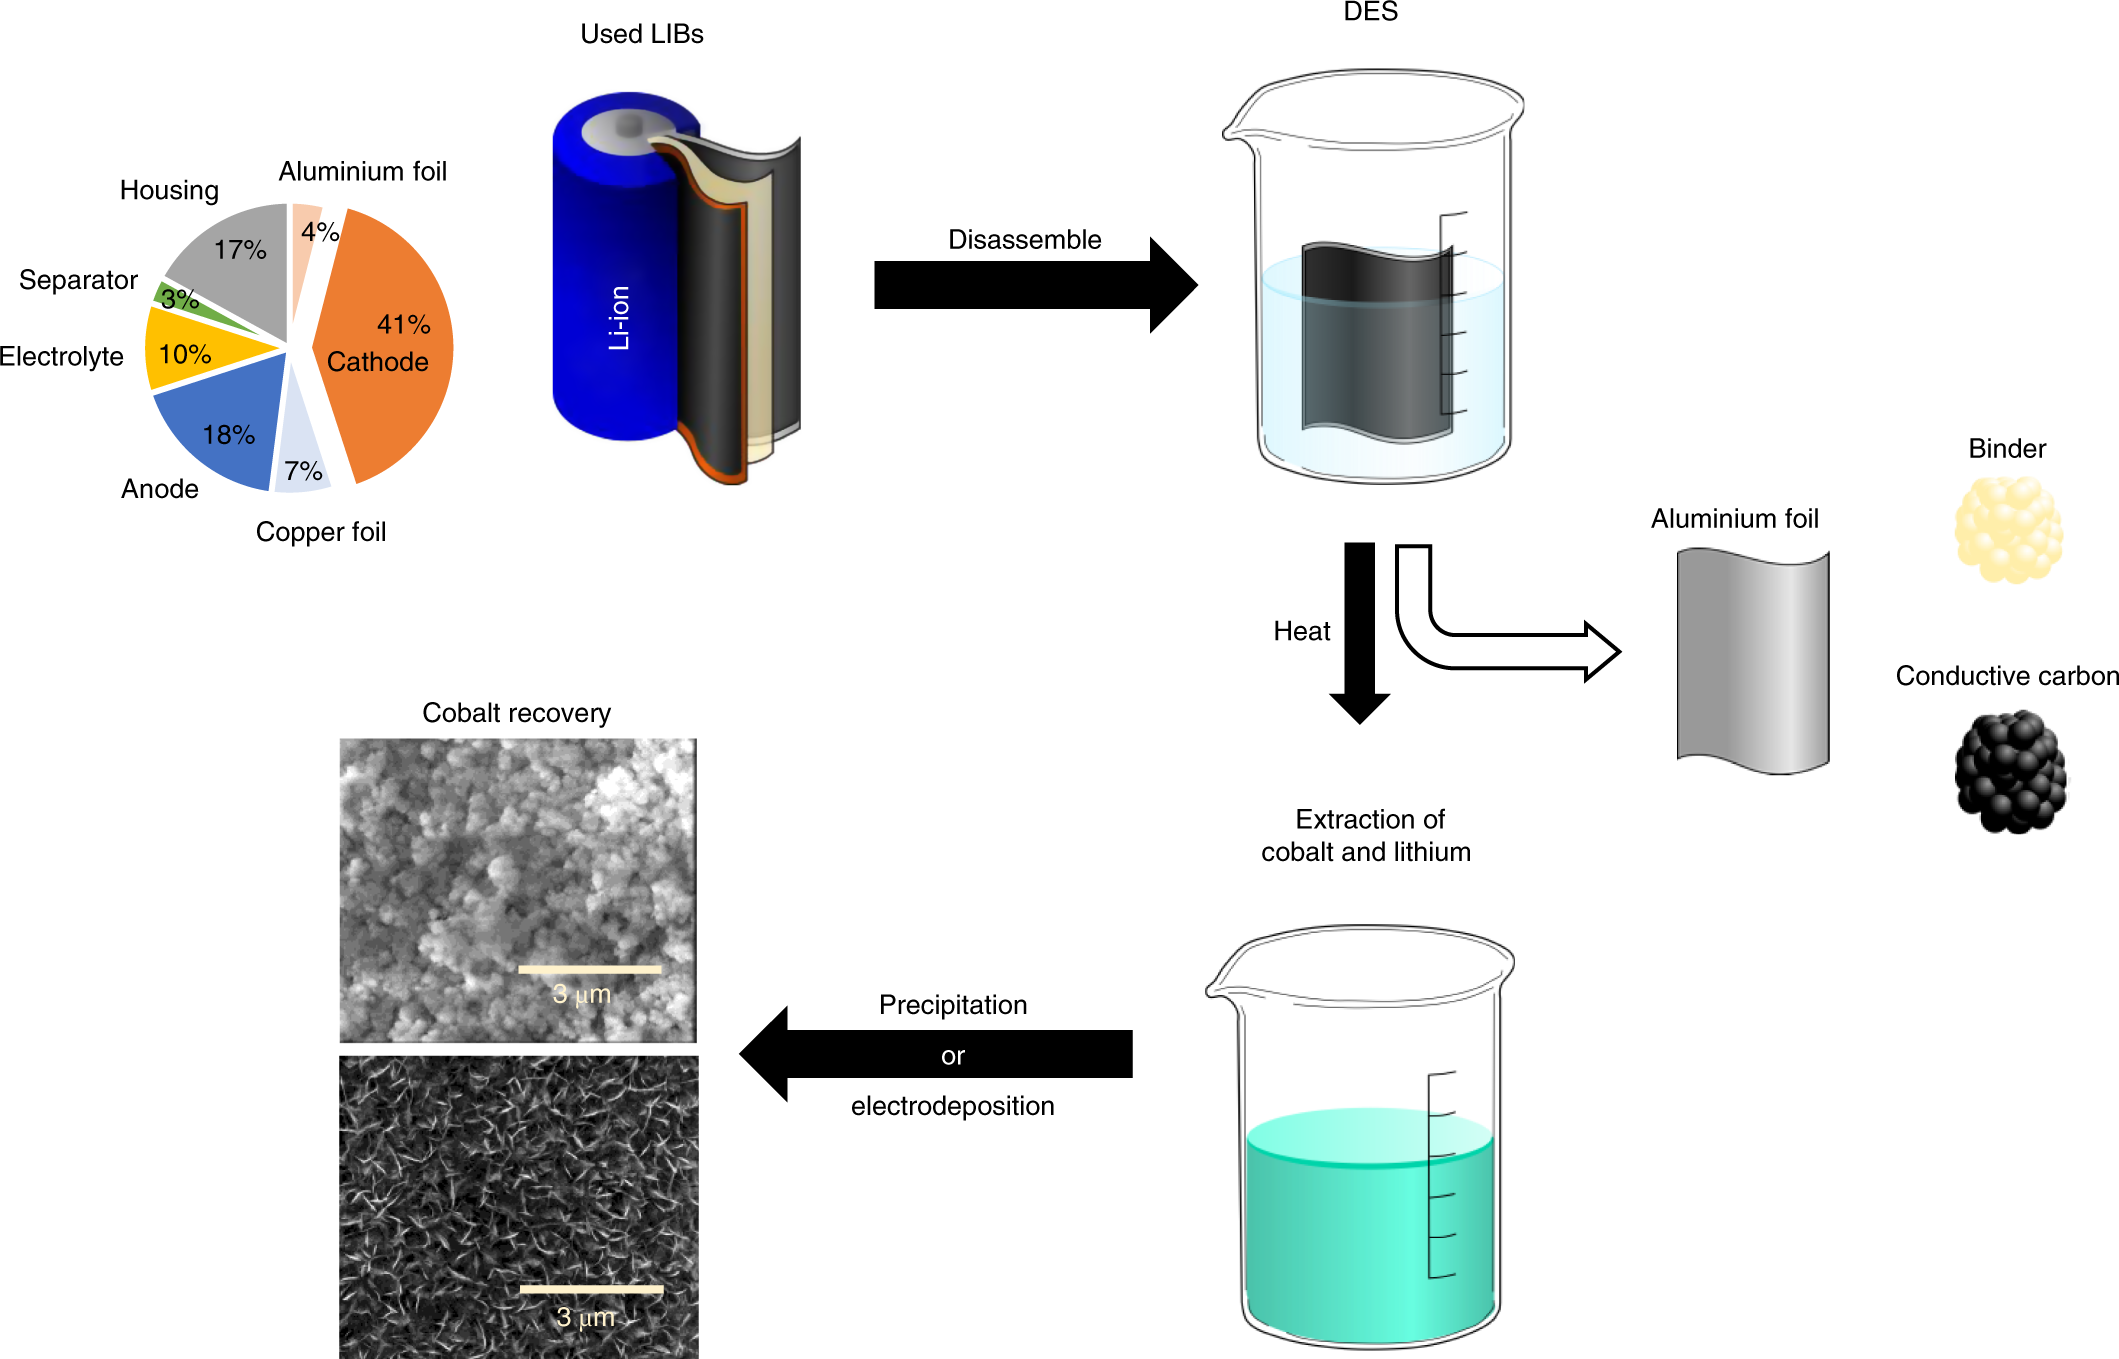 Used LIBs
DES
Aluminium foil
Housing
4%
17%
Separator
3%
41%
Cathode
Electrolyte
10%
18%
7%
Anode
Copper foil
Li-ion
Disassemble
Binder
Aluminium foil
Heat
Conductive carbon
Extraction of
cobalt and lithium
Cobalt recovery
3 μm
3 μm
Precipitation
or
electrodeposition